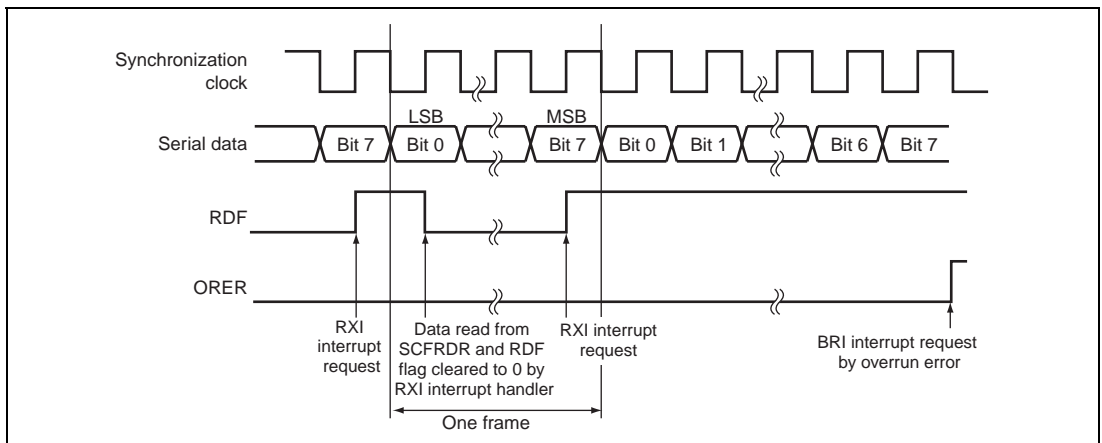 Synchronization
clock
LSB
MSB
Serial data
Bit 7
Bit 0
Bit 7
Bit 0
Bit 1
Bit 6
Bit 7
RDF
ORER
RXI
interrupt
request
Data read from
SCFRDR and RDF
flag cleared to 0 by
RXI interrupt handler
RXI interrupt
request
BRI interrupt request
by overrun error
One frame